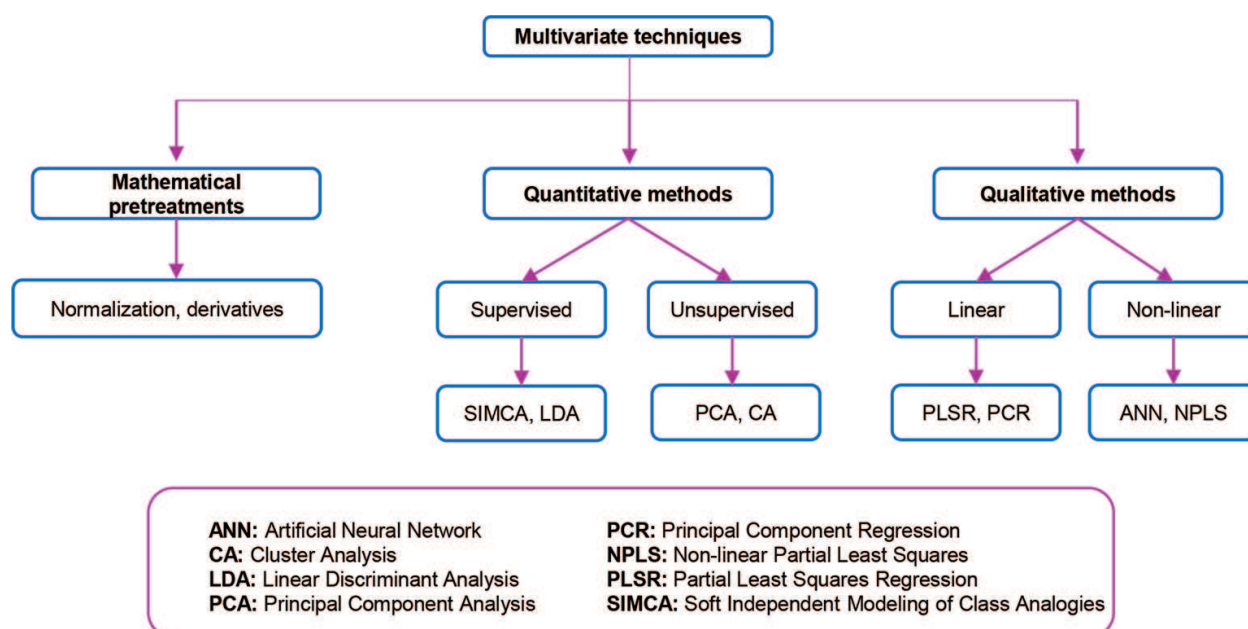 Multivariate techniques
Mathematical
pretreatments
Quantitative methods
Qualitative methods
Normalization, derivatives
Supervised
Unsupervised
Linear
Non-linear
SIMCA, LDA
PCA, CA
PLSR, PCR
ANN, NPLS
ANN: Artificial Neural Network
CA: Cluster Analysis
LDA: Linear Discriminant Analysis
PCA: Principal Component Analysis
PCR: Principal Component Regression
NPLS: Non-linear Partial Least Squares
PLSR: Partial Least Squares Regression
SIMCA: Soft Independent Modeling of Class Analogies